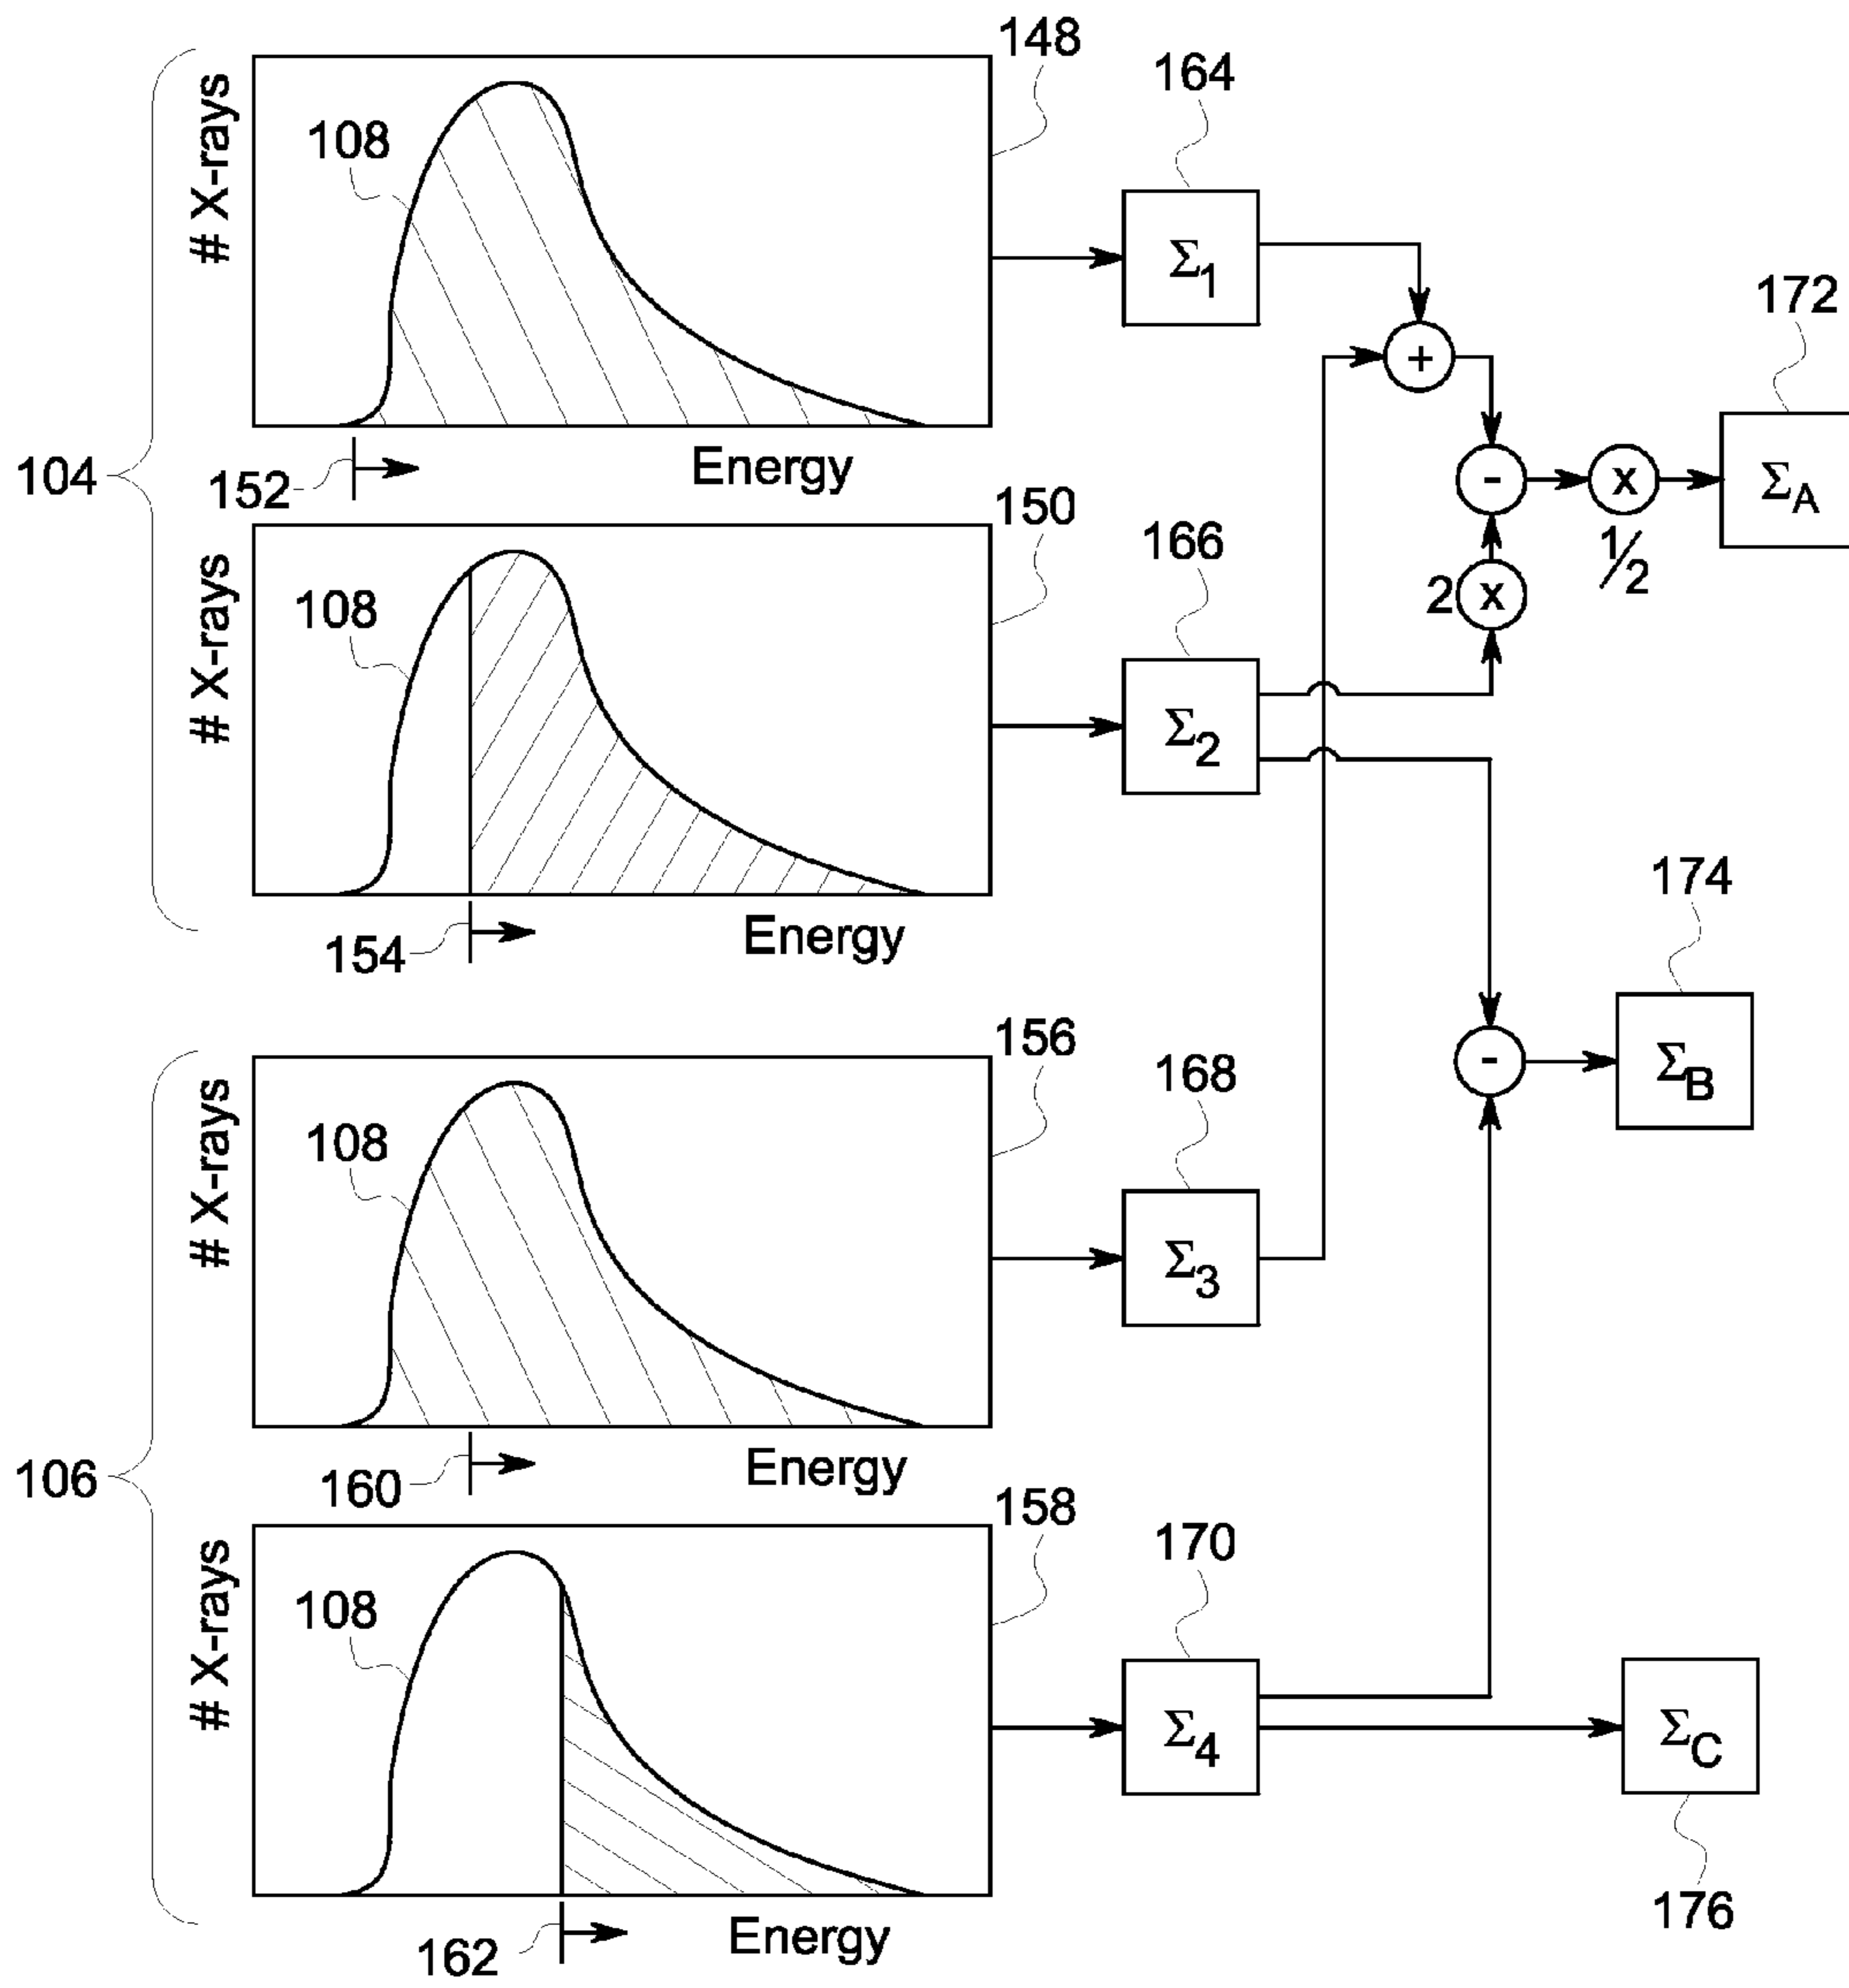 148
164
# X-rays
108
Σ1
172
+
104
152
Energy
-
x
ΣA
1/2
150
166
2 x
# X-rays
108
Σ2
174
154
Energy
156
168
-
ΣB
# X-rays
108
Σ3
106
160
Energy
158
170
# X-rays
108
Σ4
ΣC
176
162
Energy